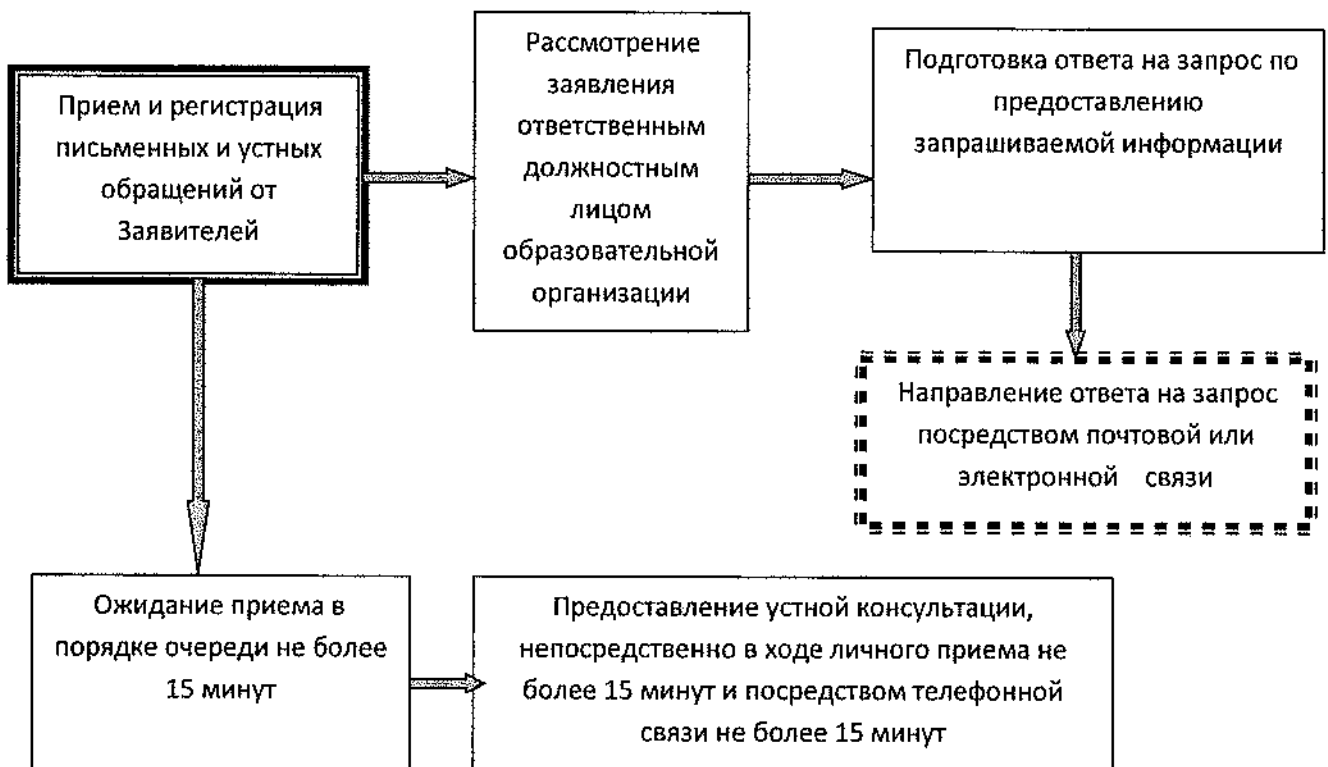 Прием и регистрация
письменных и устных
обращений от
Заявителей
Рассмотрение
заявления
ответственным
должностным
лицом
образовательной
организации
Подготовка ответа на запрос по
предоставлению
запрашиваемой информации
Направление ответа на запрос
посредством почтовой или
электронной связи
Ожидание приема в
порядке очереди не более
15 минут
Предоставление устной консультации,
непосредственно в ходе личного приема не
более 15 минут и посредством телефонной
связи не более 15 минут